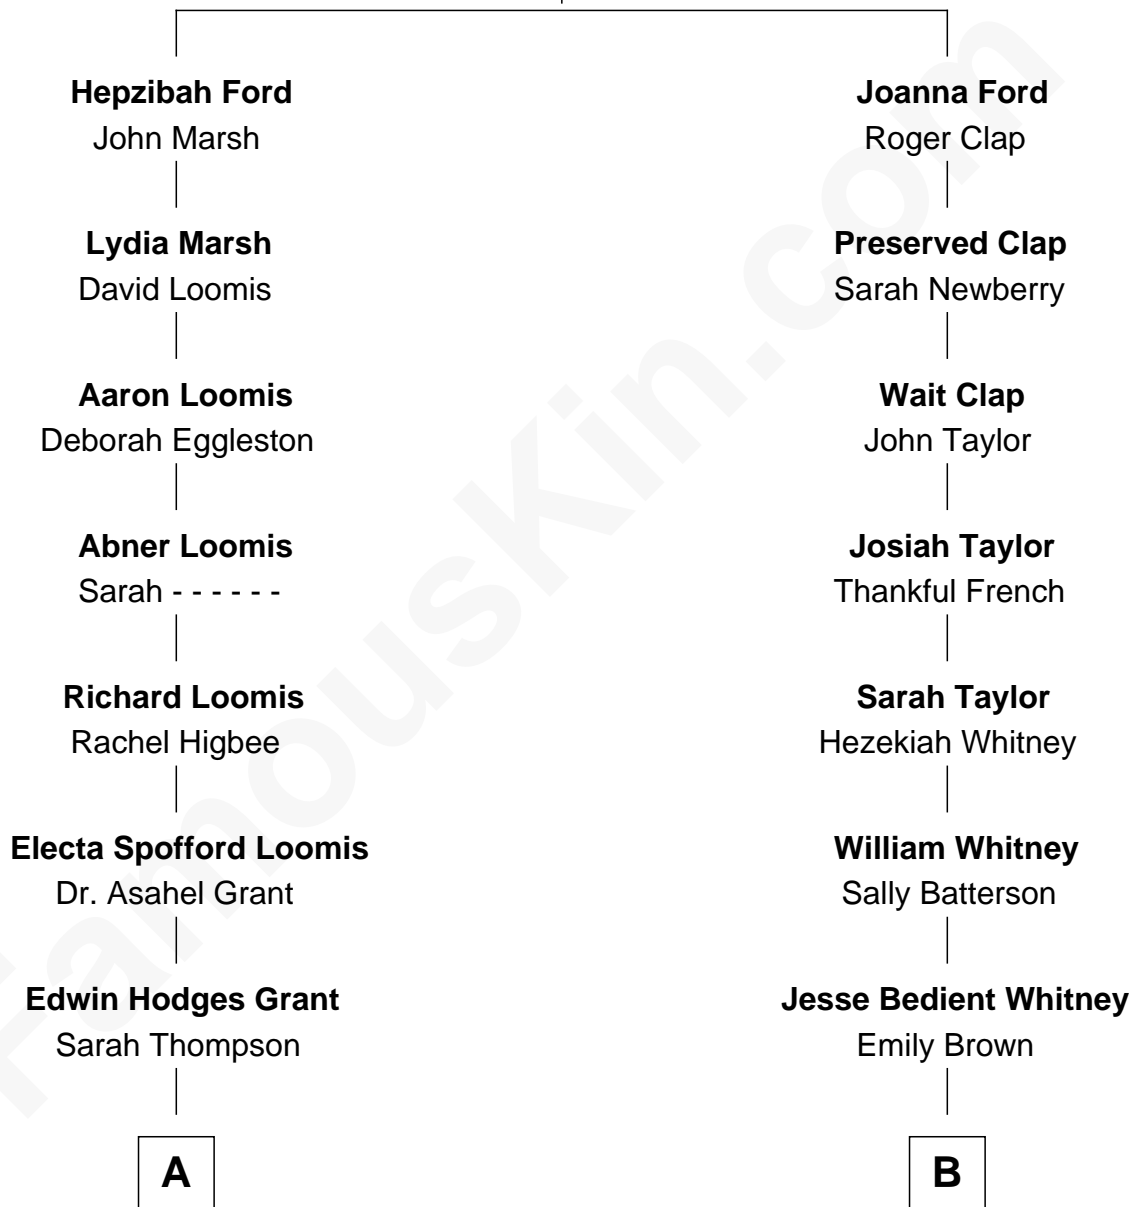 Hepzibah Ford
John Marsh
Lydia Marsh
David Loomis
Aaron Loomis
Deborah Eggleston
Abner Loomis
Sarah - - - - - -
Richard Loomis
Rachel Higbee
Electa Spofford Loomis
Dr. Asahel Grant
Edwin Hodges Grant
Sarah Thompson
A
Joanna Ford
Roger Clap
Preserved Clap
Sarah Newberry
Wait Clap
John Taylor
Josiah Taylor
Thankful French
Sarah Taylor
Hezekiah Whitney
William Whitney
Sally Batterson
Jesse Bedient Whitney
Emily Brown
B
FamousKin.com